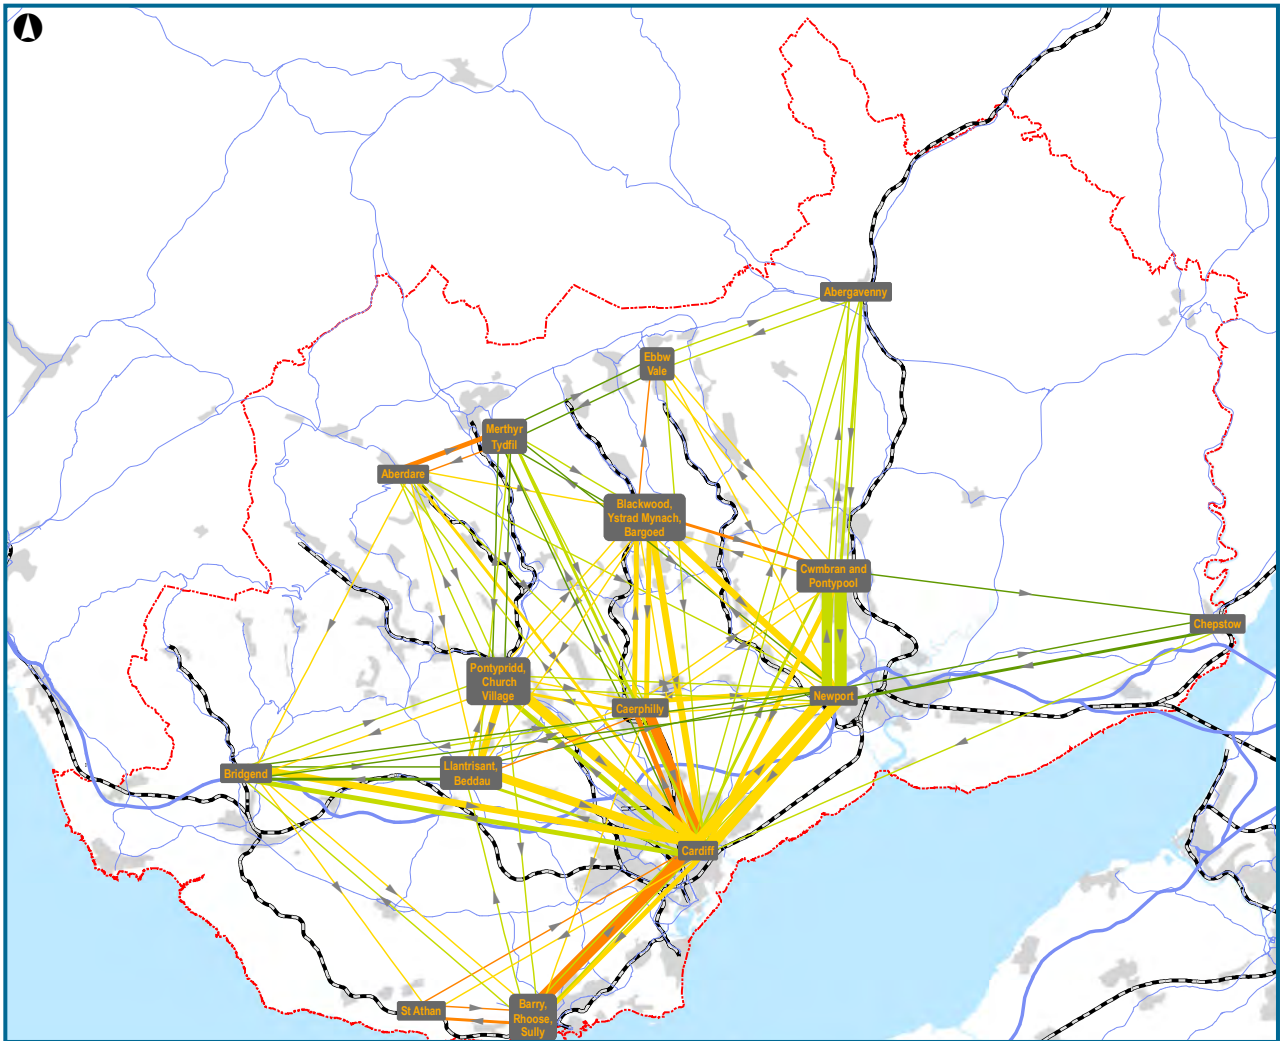 Abergavenny
Ebbw
Vale
Merthyr
Tydfil
Aberdare
Blackwood,
Ystrad Mynach,
Bargoed
Cwmbran and
Pontypool
Chepstow
Pontypridd,
Church
Village
Newport
Caerphilly
Bridgend
Llantrisant,
Beddau
Cardiff
St Athan
Barry,
Rhoose,
Sully